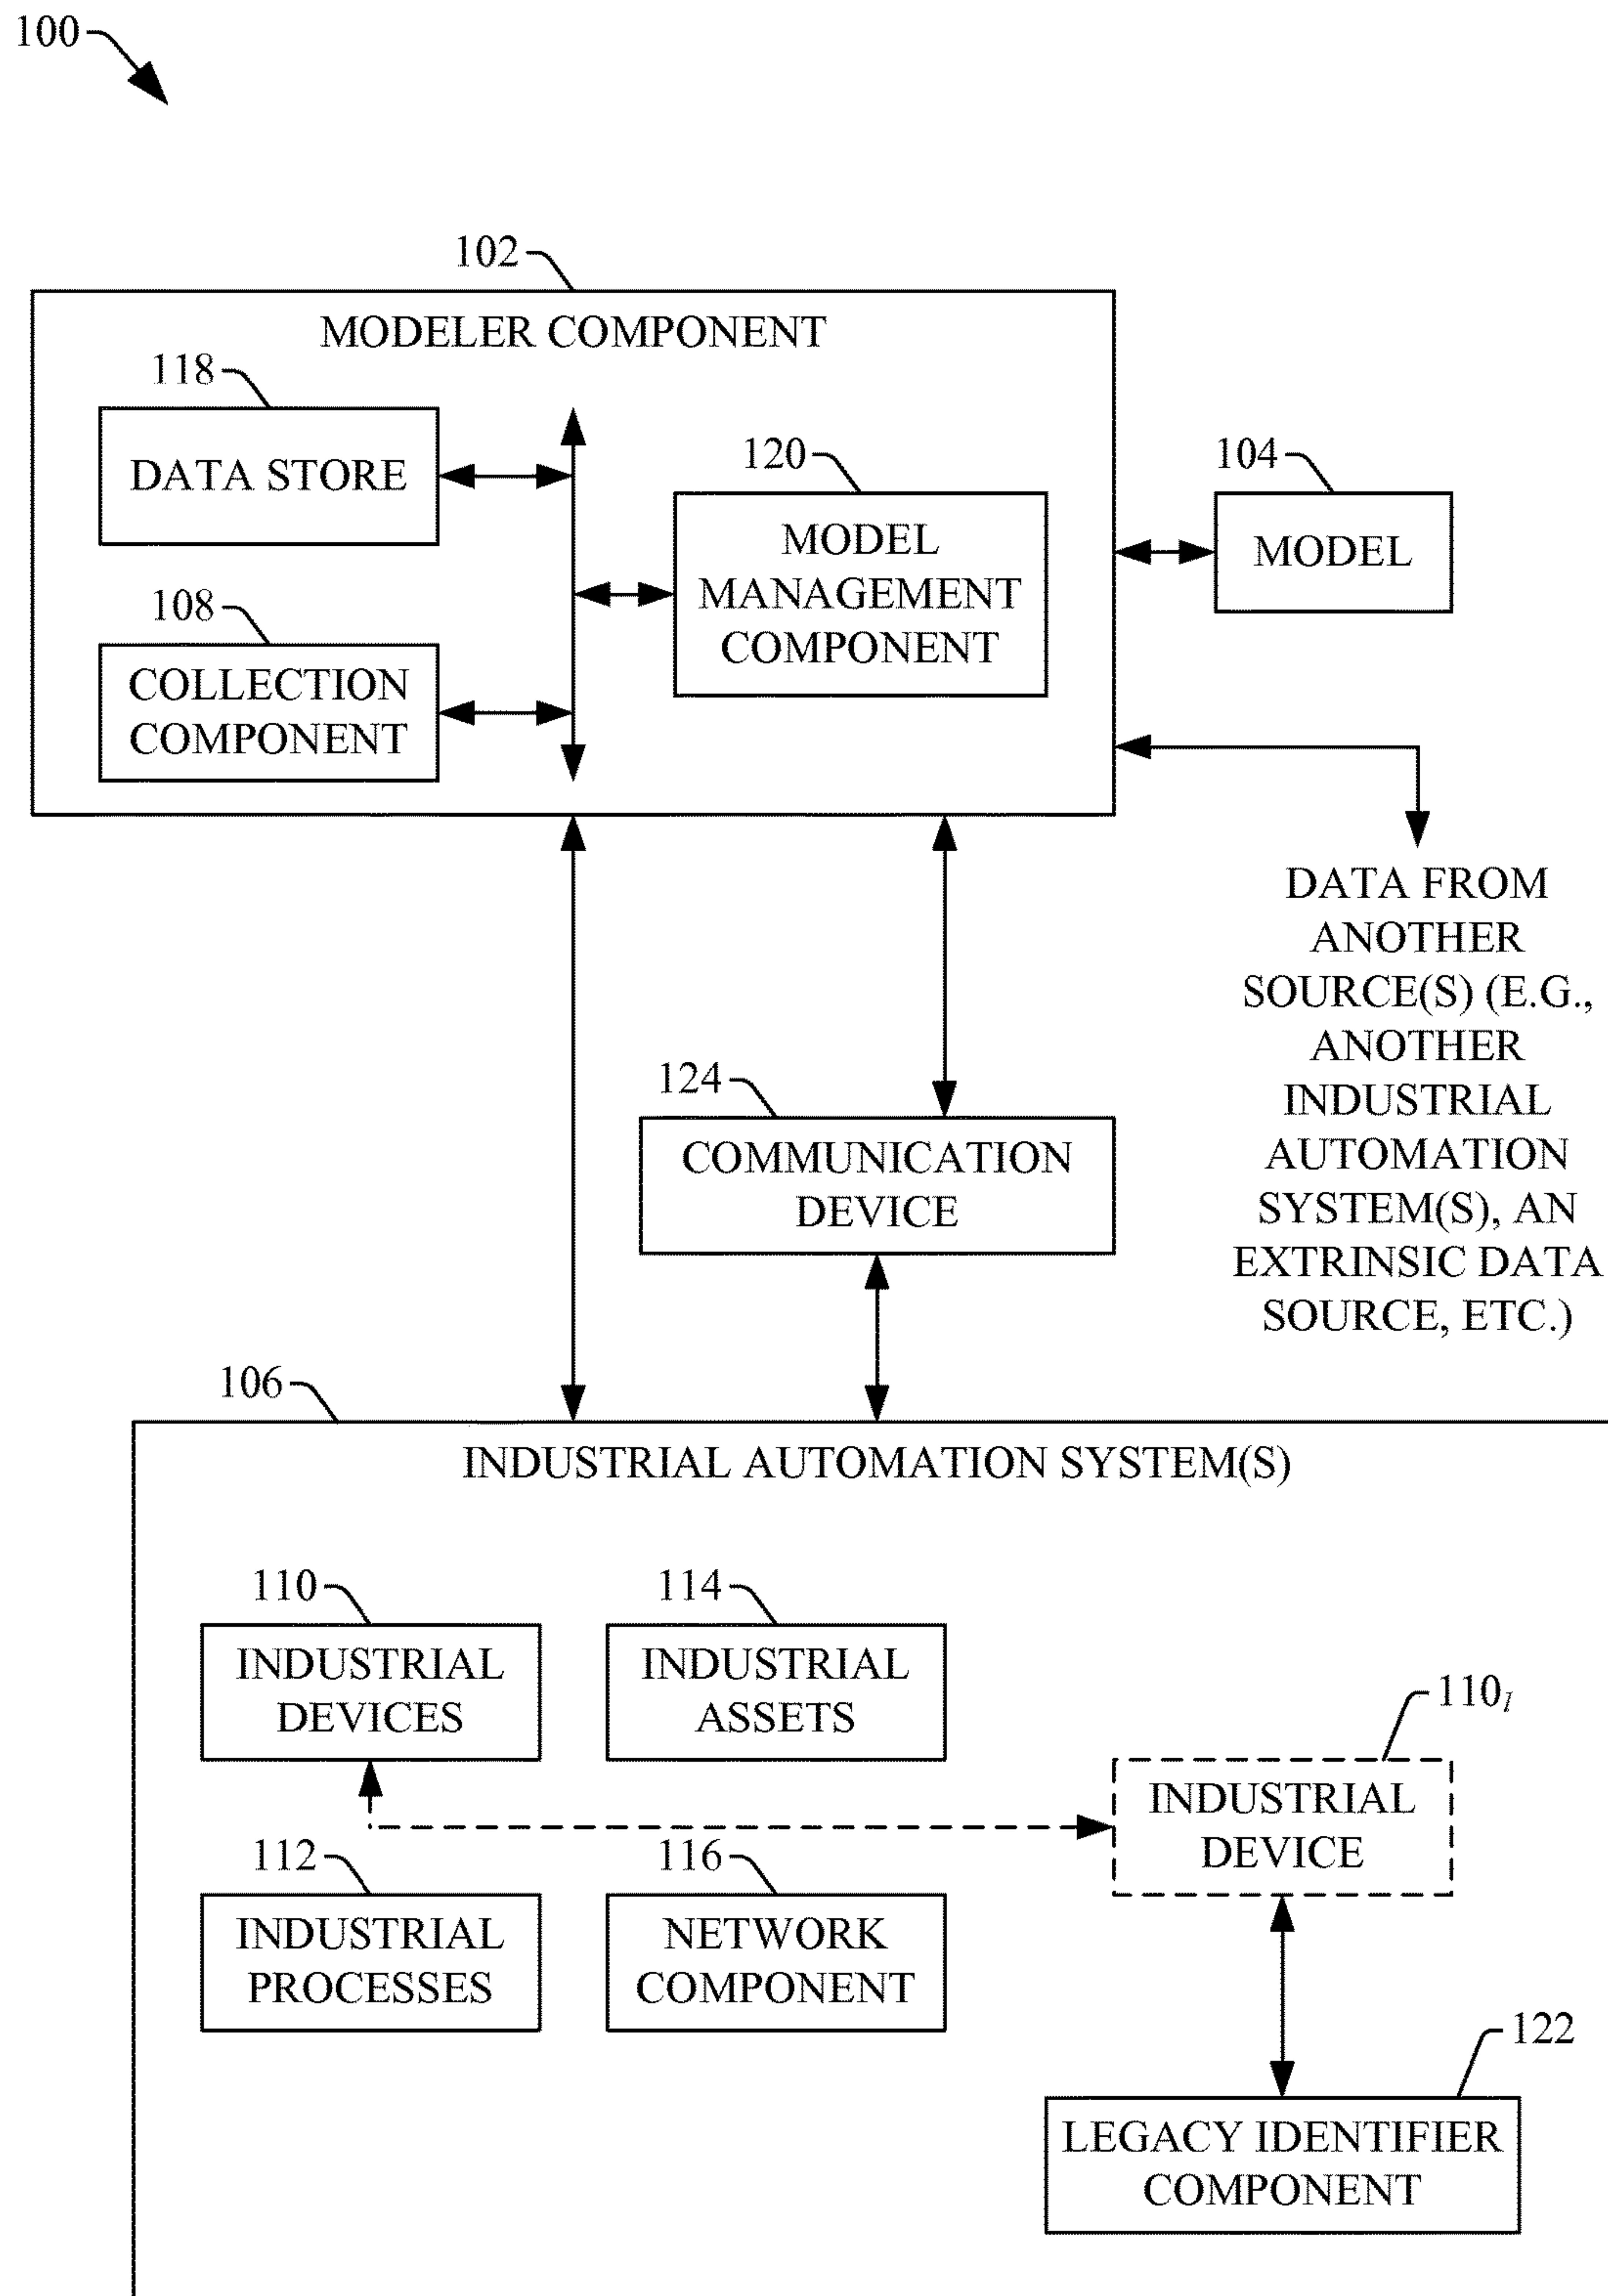 100
102
MODELER COMPONENT
118
DATA STORE
120
MODEL
MANAGEMENT
COMPONENT
104
MODEL
108
COLLECTION
COMPONENT
DATA FROM
ANOTHER
SOURCE(S) (E.G.,
ANOTHER
INDUSTRIAL
AUTOMATION
SYSTEM(S), AN
EXTRINSIC DATA
SOURCE, ETC.)
124
COMMUNICATION
DEVICE
106
INDUSTRIAL AUTOMATION SYSTEM(S)
110
INDUSTRIAL
DEVICES
114
INDUSTRIAL
ASSETS
110₁
INDUSTRIAL
DEVICE
112
INDUSTRIAL
PROCESSES
116
NETWORK
COMPONENT
122
LEGACY IDENTIFIER
COMPONENT